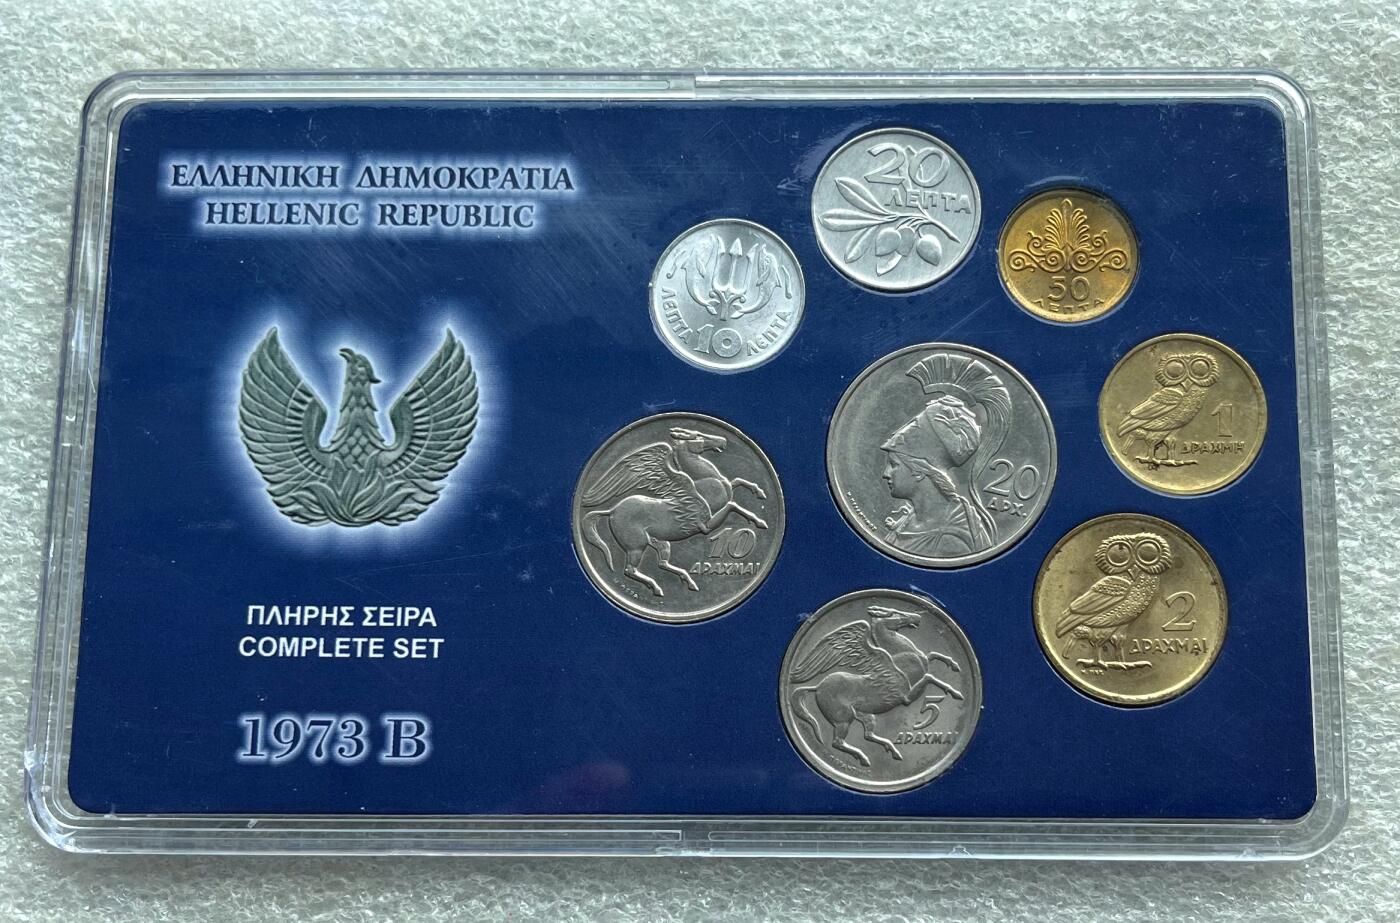 ΕΛΛΗΝΙΚΗ ΔΗΜΟΚΡΑΤΙΑ
HELLENIC REPUBLIC
ΠΛΗΡΗΣ ΣΕΙΡΑ
COMPLETE SET
1973 B
20
ΛΕΠΤΑ
50
ΛΕΠΤΑ
ΛΕΠΤΑ 10 ΛΕΠΤΑ
1
ΔΡΑΧΜΗ
20
ΔΡΧ.
10
ΔΡΑΧΜΑΙ
2
ΔΡΑΧΜΑΙ
5
ΔΡΑΧΜΑΙ